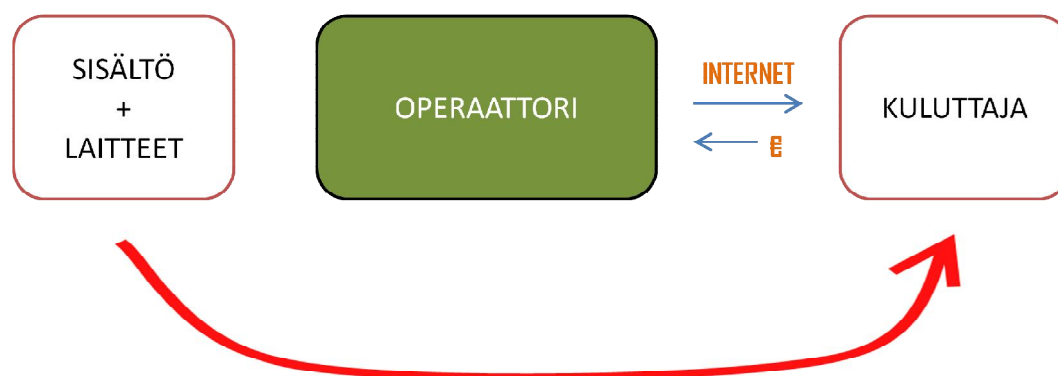 SISÄLTÖ
+
LAITTEET
OPERAATTORI
INTERNET
€
KULUTTAJA